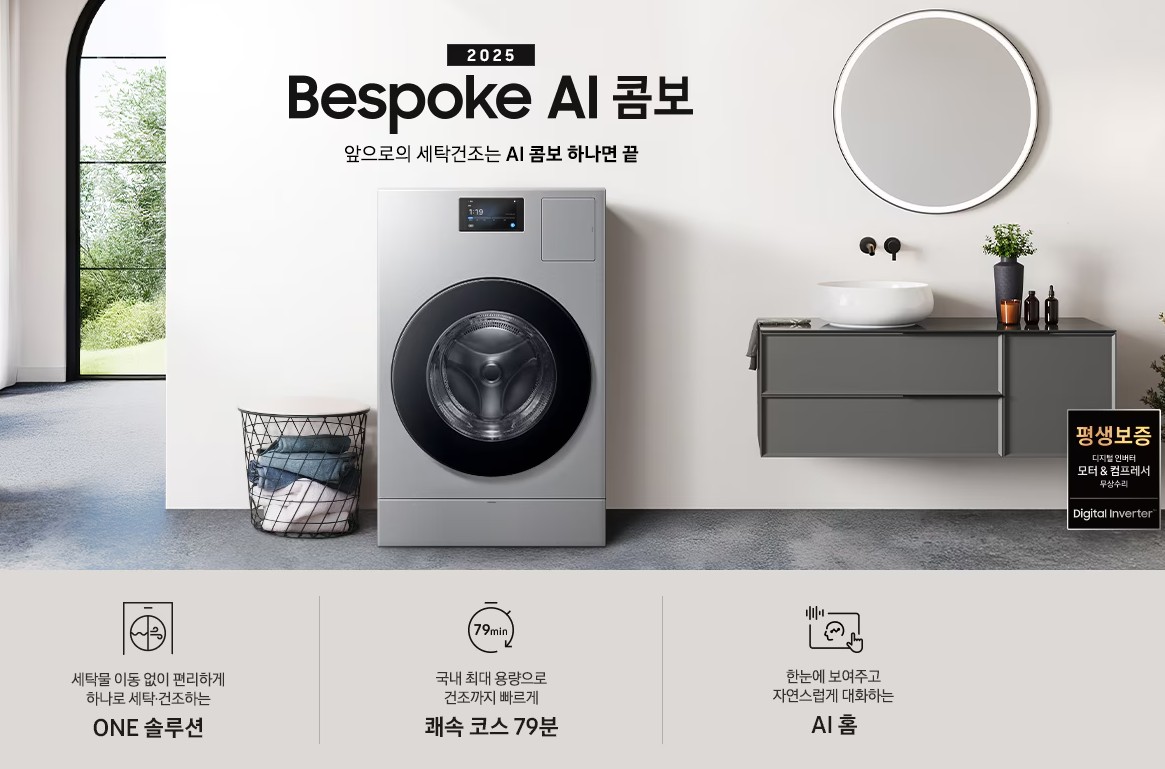 2025
Bespoke AI 콤보
앞으로의 세탁건조는 AI 콤보 하나면 끝
1:19
평생보증
디지털 인버터
모터 & 컴프레서
무상수리
Digital Inverter
세탁물 이동 없이 편리하게
하나로 세탁·건조하는
ONE 솔루션
79min
국내 최대 용량으로
건조까지 빠르게
쾌속 코스 79분
한눈에 보여주고
자연스럽게 대화하는
AI 홈